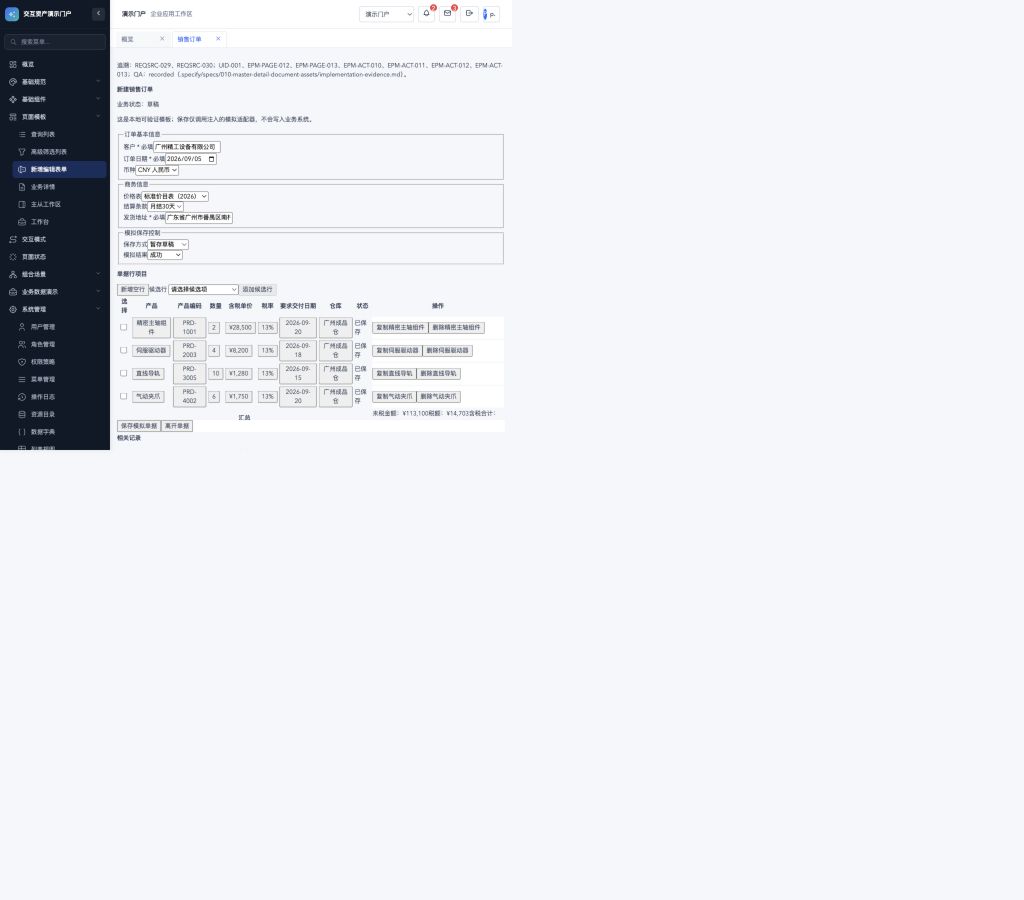 交互资产演示门户
搜索菜单...
概览
基础规范
基础组件
页面模板
查询列表
高级筛选列表
新增编辑表单
业务详情
主从工作区
工作台
交互模式
页面状态
组合场景
业务数据演示
系统管理
用户管理
角色管理
权限策略
菜单管理
操作日志
资源目录
数据字典
演示门户 企业应用工作区
演示门户
2
3
概览
销售订单
追溯：REQSRC-029、REQSRC-030；UID-001、EPM-PAGE-012、EPM-PAGE-013、EPM-ACT-010、EPM-ACT-011、EPM-ACT-012、EPM-ACT-
013；QA：recorded（.specify/specs/010-master-detail-document-assets/implementation-evidence.md）。
新建销售订单
业务状态：草稿
这是本地可验证模板：保存仅调用注入的模拟适配器，不会写入业务系统。
订单基本信息
客户 * 必填 广州精工设备有限公司
订单日期 * 必填 2026/09/05
币种 CNY 人民币
商务信息
价格表 标准价目表（2026）
结算条款 月结30天
发货地址 * 必填 广东省广州市番禺区南
模拟保存控制
保存方式 暂存草稿
模拟结果 成功
单据行项目
新增空行 候选行 请选择候选项 添加候选行
选择 产品 产品编码 数量 含税单价 税率 要求交付日期 仓库 状态 操作
精密主轴组件 PRD-1001 2 ¥28,500 13% 2026-09-20 广州成品仓 已保存 复制精密主轴组件 删除精密主轴组件
伺服驱动器 PRD-2003 4 ¥8,200 13% 2026-09-18 广州成品仓 已保存 复制伺服驱动器 删除伺服驱动器
直线导轨 PRD-3005 10 ¥1,280 13% 2026-09-15 广州成品仓 已保存 复制直线导轨 删除直线导轨
气动夹爪 PRD-4002 6 ¥1,750 13% 2026-09-20 广州成品仓 已保存 复制气动夹爪 删除气动夹爪
汇总 未税金额：¥113,100税额：¥14,703含税合计：
保存模拟单据 离开单据
相关记录